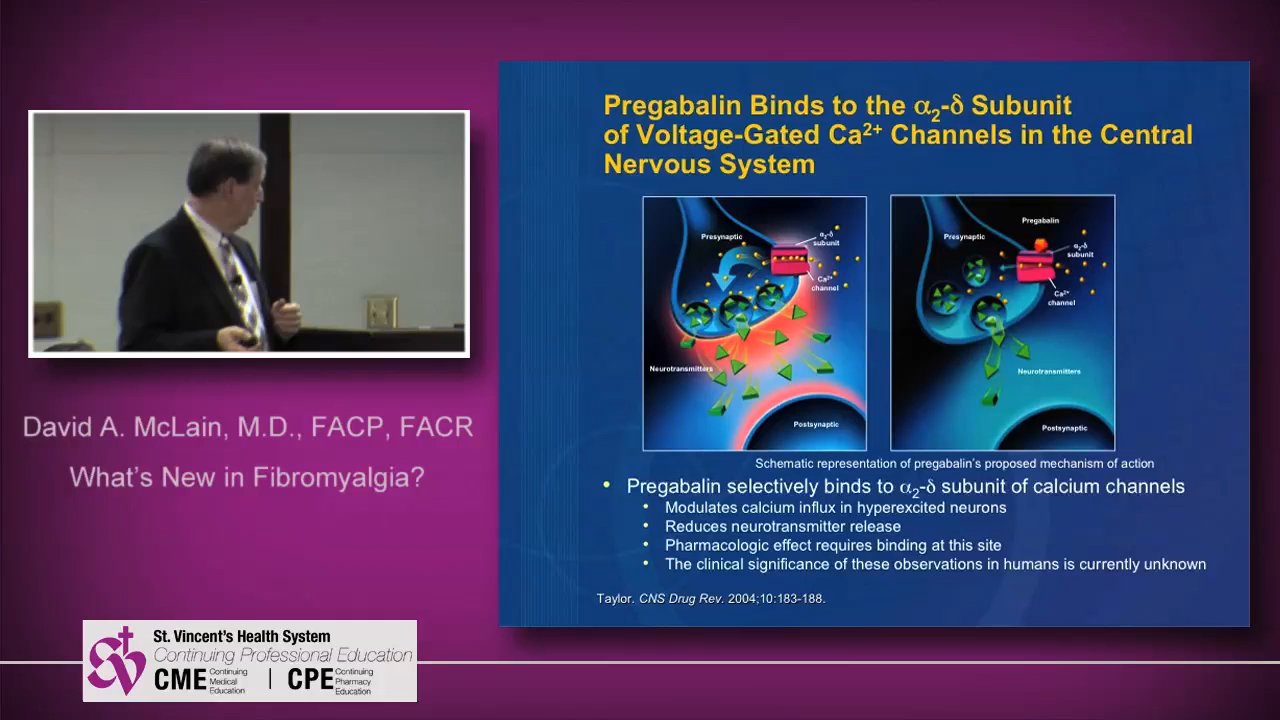 David A. McLain, M.D., FACP, FACR
What's New in Fibromyalgia?
St. Vincent's Health System
Continuing Professional Education
CME Continuing Medical Education | CPE Continuing Pharmacy Education
Pregabalin Binds to the α₂-δ Subunit
of Voltage-Gated Ca²⁺ Channels in the Central
Nervous System
Presynaptic
α₂-δ
subunit
Ca²⁺
channel
Neurotransmitters
Postsynaptic
Pregabalin
Presynaptic
α₂-δ
subunit
Ca²⁺
channel
Neurotransmitters
Postsynaptic
Schematic representation of pregabalin's proposed mechanism of action
• Pregabalin selectively binds to α₂-δ subunit of calcium channels
• Modulates calcium influx in hyperexcited neurons
• Reduces neurotransmitter release
• Pharmacologic effect requires binding at this site
• The clinical significance of these observations in humans is currently unknown
Taylor. CNS Drug Rev. 2004;10:183-188.